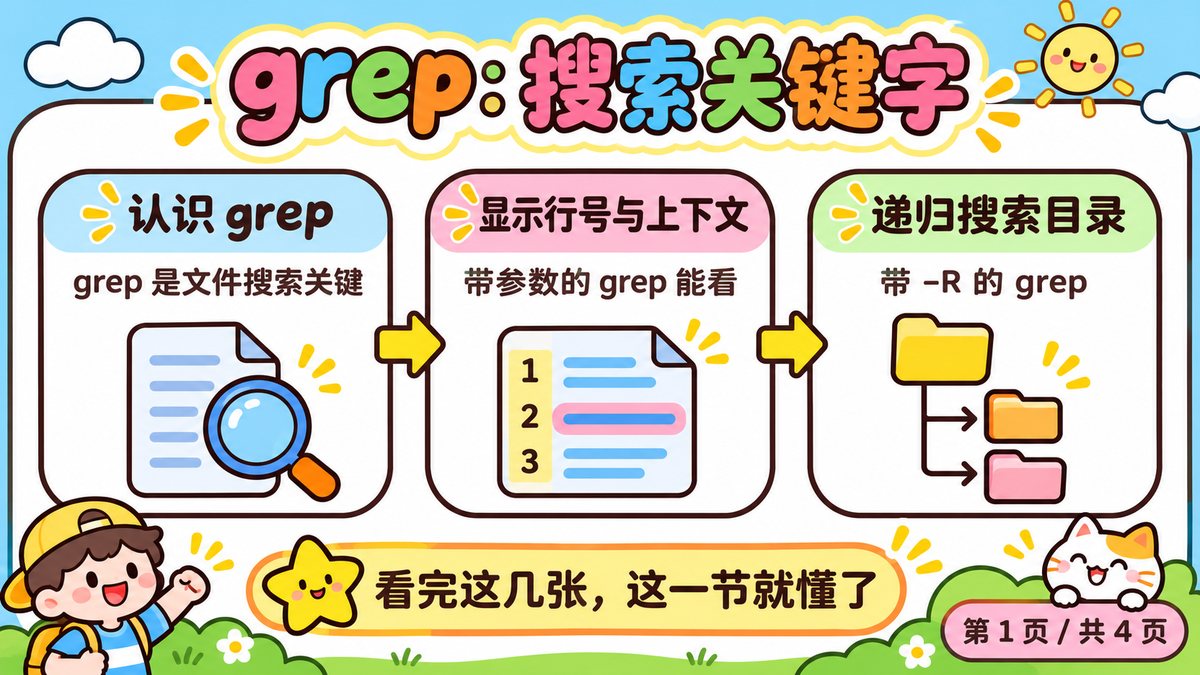 grep:搜索关键字
认识 grep
grep 是文件搜索关键
显示行号与上下文
带参数的 grep 能看
1
2
3
递归搜索目录
带 –R 的 grep
看完这几张，这一节就懂了
第 1 页 / 共 4 页